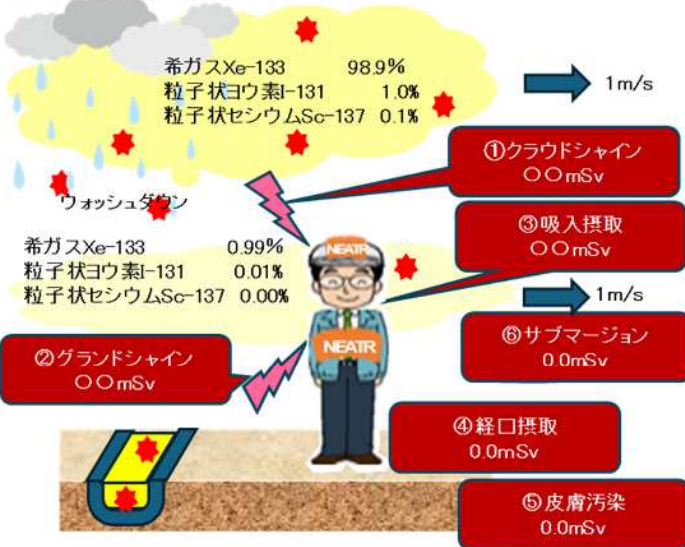 希ガスXe-133 98.9%
粒子状ヨウ素I-131 1.0%
粒子状セシウムSc-137 0.1%
1m/s
①クラウドシャイン
〇〇mSv
ウォッシュダウン
③吸入摂取
〇〇mSv
希ガスXe-133 0.99%
粒子状ヨウ素I-131 0.01%
粒子状セシウムSc-137 0.00%
NEATR
1m/s
⑥サブマージョン
0.0mSv
NEATR
②グランドシャイン
〇〇mSv
④経口摂取
0.0mSv
⑤皮膚汚染
0.0mSv